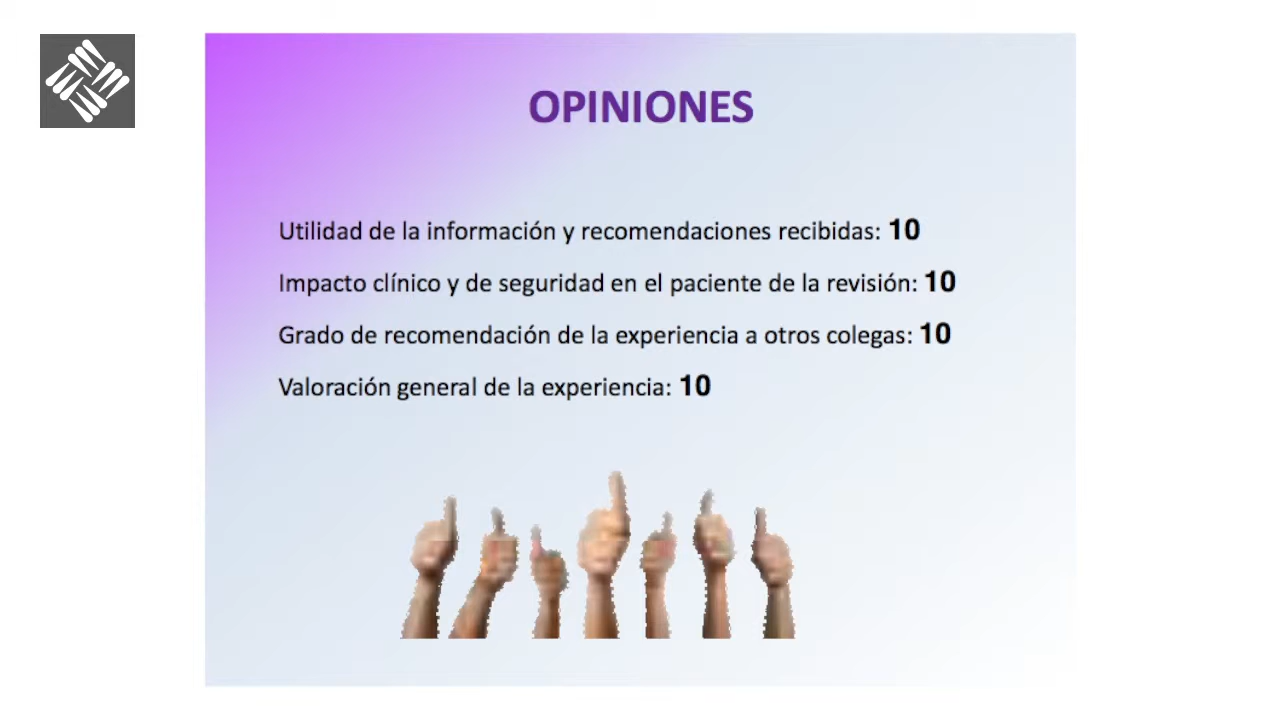 OPINIONES
Utilidad de la información y recomendaciones recibidas: 10
Impacto clínico y de seguridad en el paciente de la revisión: 10
Grado de recomendación de la experiencia a otros colegas: 10
Valoración general de la experiencia: 10